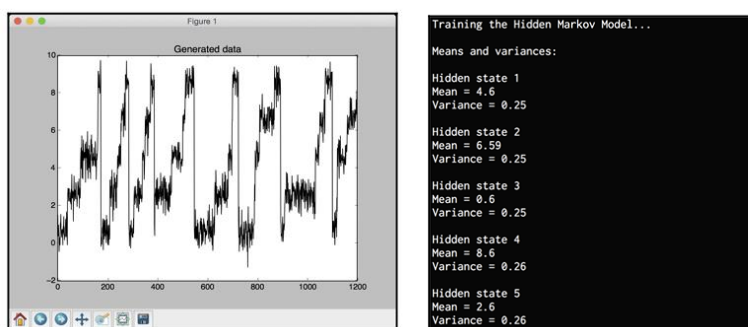 Figure 1
Generated data
10
8
6
4
2
0
−2
0
200
400
600
800
1000
1200
Training the Hidden Markov Model...
Means and variances:
Hidden state 1
Mean = 4.6
Variance = 0.25
Hidden state 2
Mean = 6.59
Variance = 0.25
Hidden state 3
Mean = 0.6
Variance = 0.25
Hidden state 4
Mean = 8.6
Variance = 0.26
Hidden state 5
Mean = 2.6
Variance = 0.26